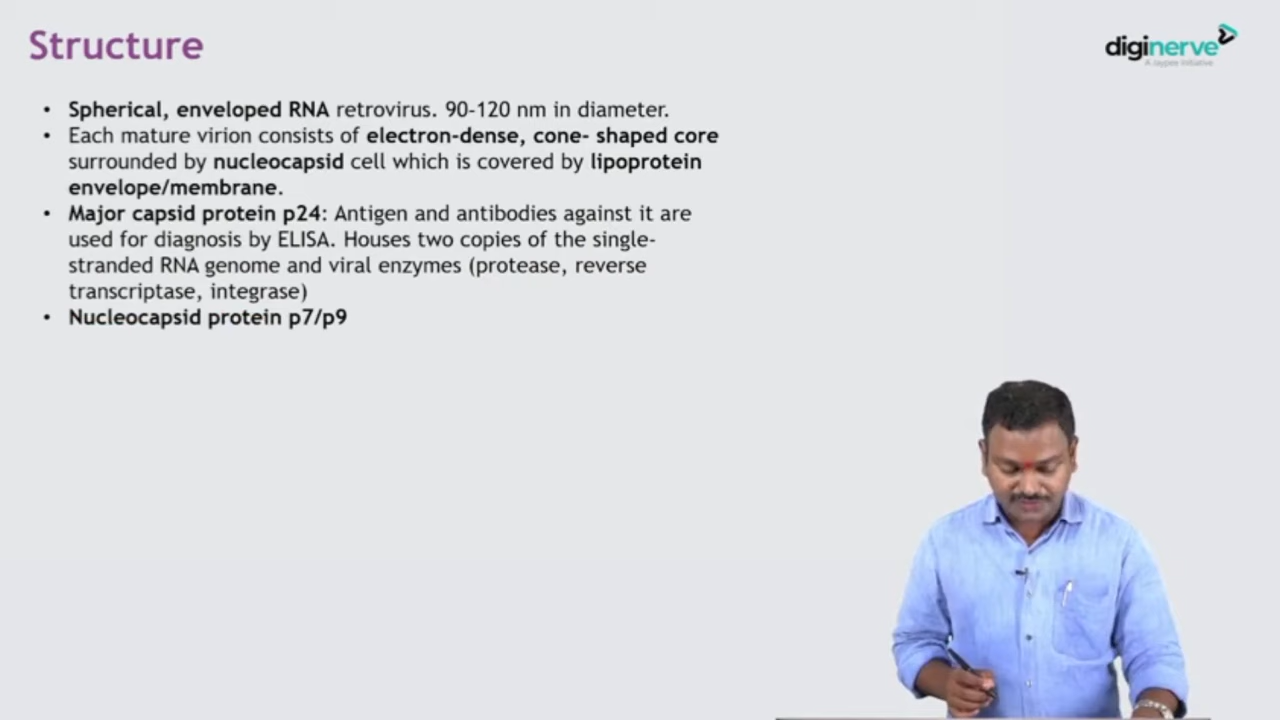 Structure
diginerve
A Jaypee Initiative
• Spherical, enveloped RNA retrovirus. 90-120 nm in diameter.
• Each mature virion consists of electron-dense, cone- shaped core
surrounded by nucleocapsid cell which is covered by lipoprotein
envelope/membrane.
• Major capsid protein p24: Antigen and antibodies against it are
used for diagnosis by ELISA. Houses two copies of the single-
stranded RNA genome and viral enzymes (protease, reverse
transcriptase, integrase)
• Nucleocapsid protein p7/p9